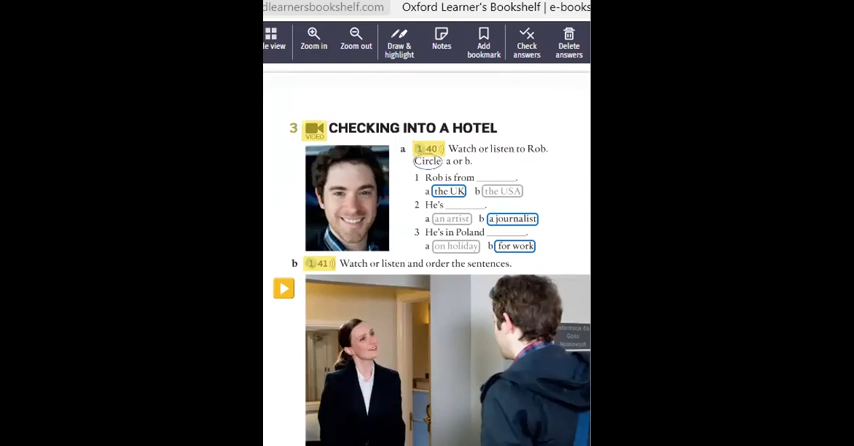 dlearnersbookshelf.com Oxford Learner's Bookshelf | e-books
le view Zoom in Zoom out Draw & highlight Notes Add bookmark Check answers Delete answers
3 VIDEO CHECKING INTO A HOTEL
a 1.40 Watch or listen to Rob.
Circle a or b.
1 Rob is from ________.
a the UK b the USA
2 He's ________.
a an artist b a journalist
3 He's in Poland ________.
a on holiday b for work
b 1.41 Watch or listen and order the sentences.